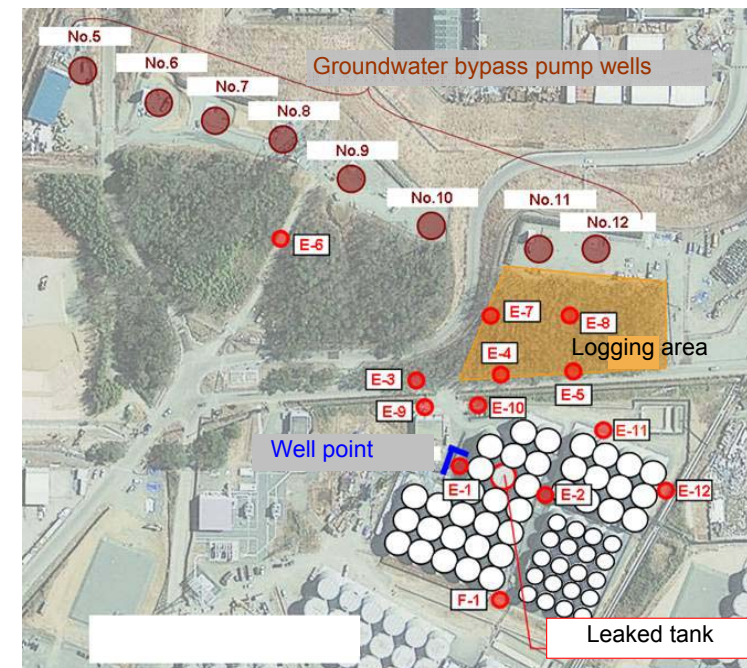 No.5
No.6
No.7
No.8
No.9
No.10
No.11
No.12
Groundwater bypass pump wells
E-6
E-7
E-8
Logging area
E-4
E-5
E-3
E-9
E-10
E-11
Well point
E-1
E-2
E-12
F-1
Leaked tank